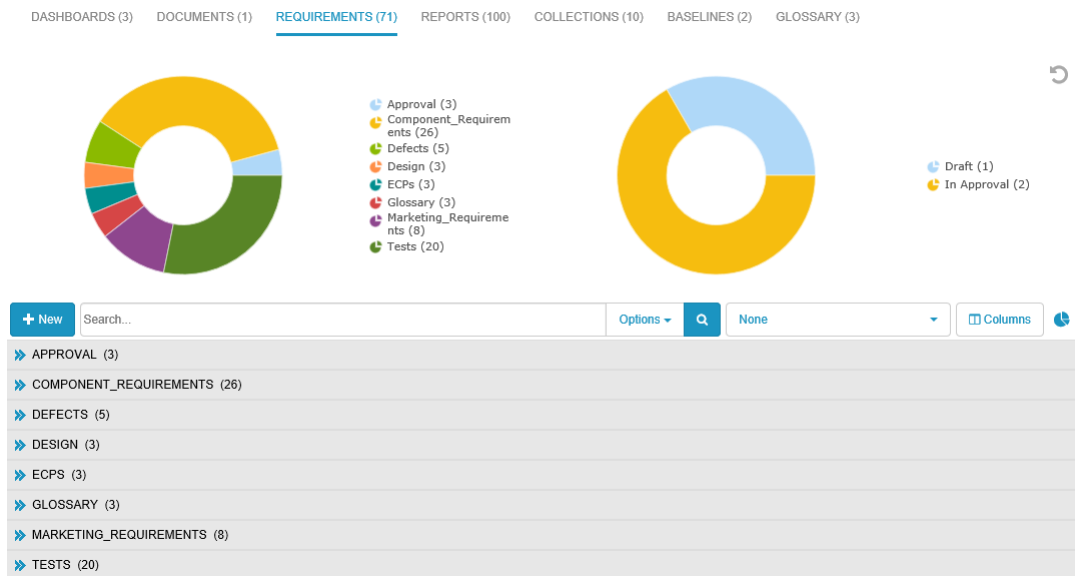 DASHBOARDS (3) DOCUMENTS (1) REQUIREMENTS (71) REPORTS (100) COLLECTIONS (10) BASELINES (2) GLOSSARY (3)
Approval (3)
Component_Requirem
ents (26)
Defects (5)
Design (3)
ECPs (3)
Glossary (3)
Marketing_Requireme
nts (8)
Tests (20)
Draft (1)
In Approval (2)
New Search... Options None Columns
APPROVAL (3)
COMPONENT_REQUIREMENTS (26)
DEFECTS (5)
DESIGN (3)
ECPS (3)
GLOSSARY (3)
MARKETING_REQUIREMENTS (8)
TESTS (20)